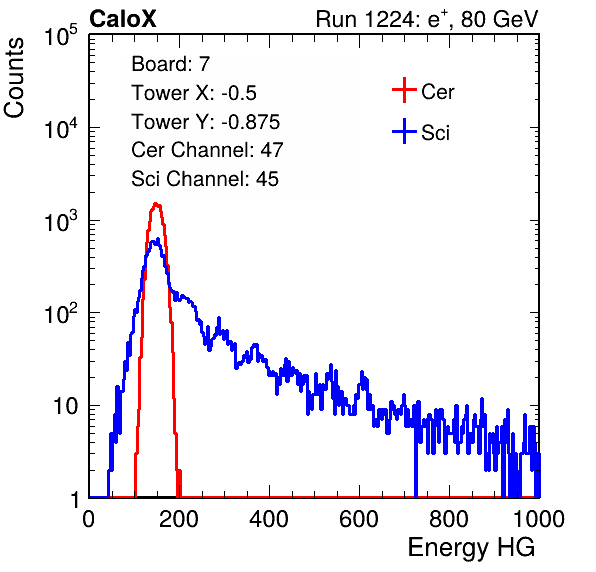 CaloX Run 1224: e⁺, 80 GeV
Counts
Board: 7
Tower X: -0.5
Tower Y: -0.875
Cer Channel: 47
Sci Channel: 45
Cer
Sci
10⁵
10⁴
10³
10²
10
1
0 200 400 600 800 1000
Energy HG